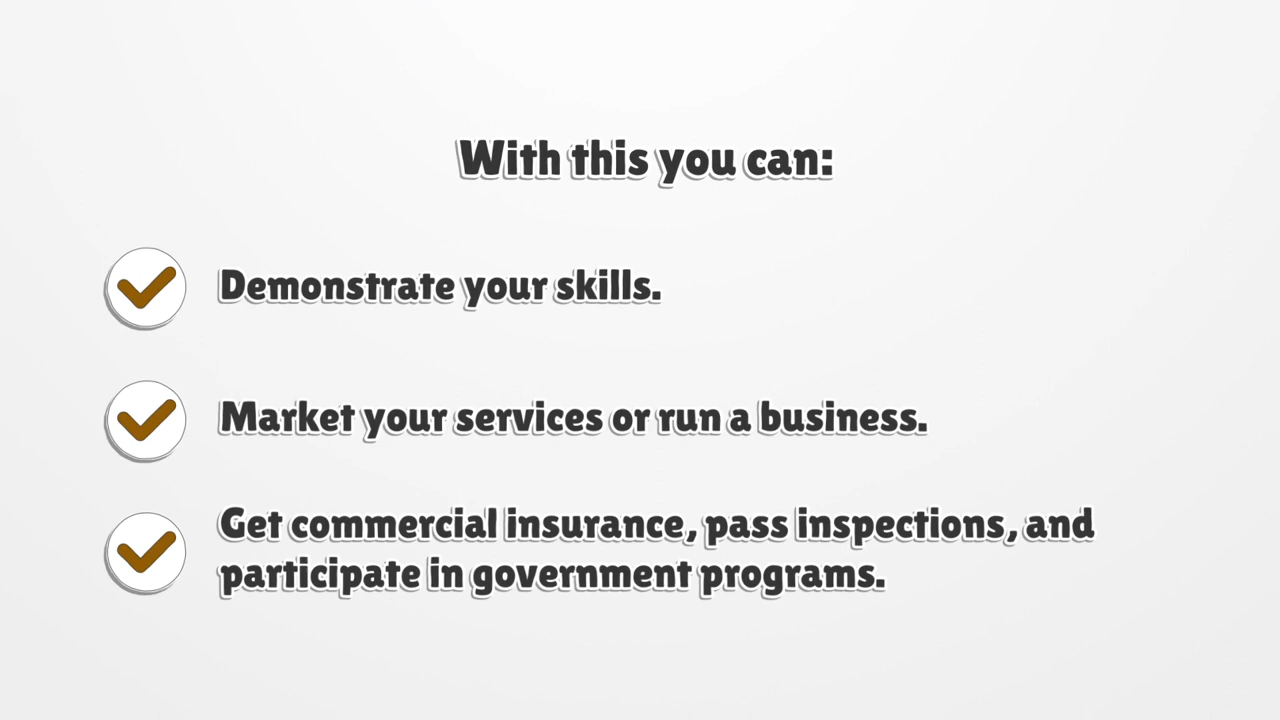 With this you can:
Demonstrate your skills.
Market your services or run a business.
Get commercial insurance, pass inspections, and
participate in government programs.